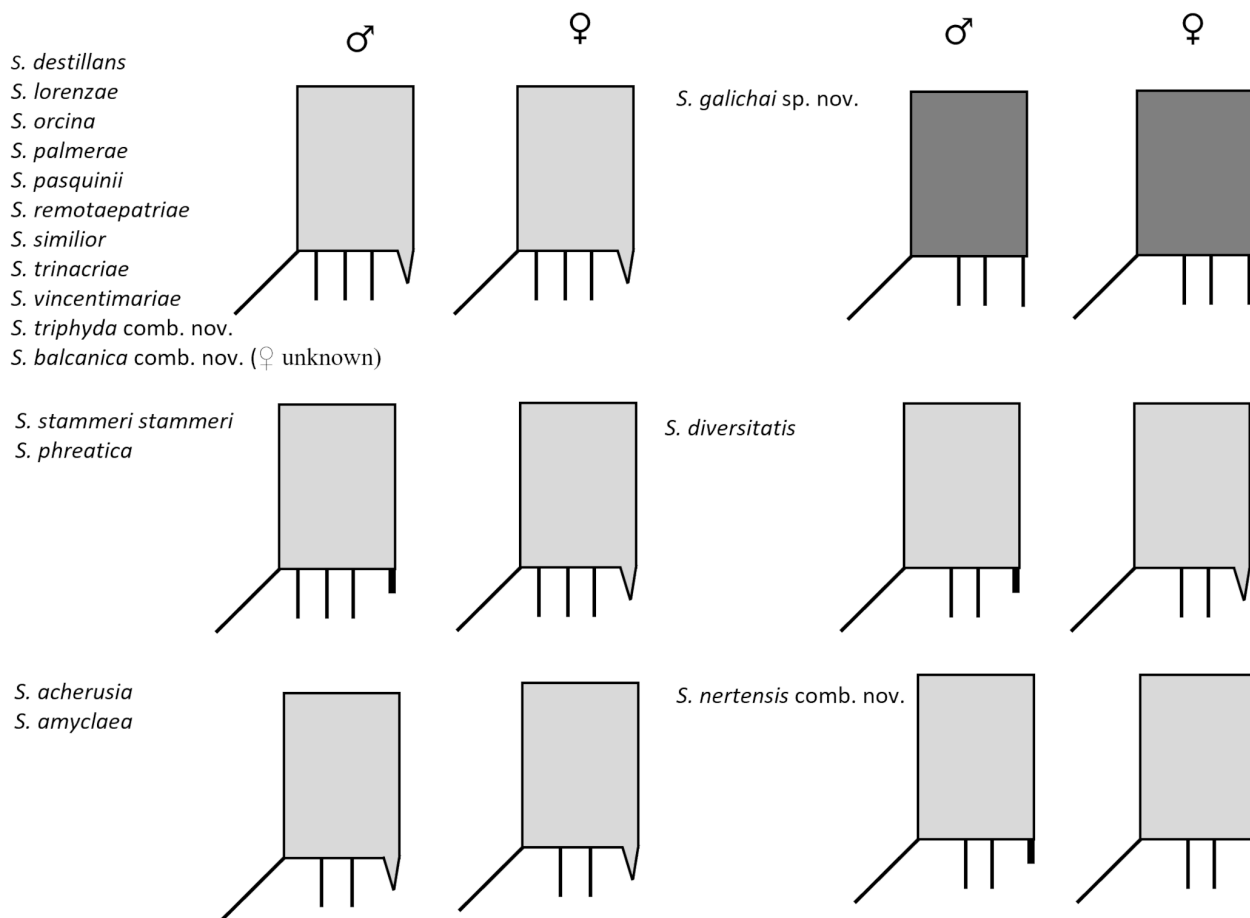 ♂ ♀ ♂ ♀
S. destillans
S. lorenzae
S. orcina
S. palmerae
S. pasquinii
S. remotaepatriae
S. similior
S. trinacriae
S. vincentimariae
S. triphyda comb. nov.
S. balcanica comb. nov. (♀ unknown)
S. galichai sp. nov.
S. stammeri stammeri
S. phreatica
S. diversitatis
S. acherusia
S. amyclaea
S. nertensis comb. nov.